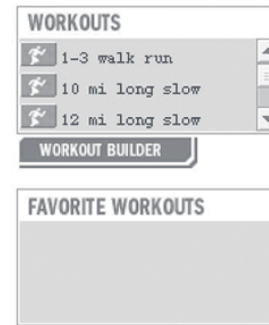 WORKOUTS
1-3 walk run
10 mi long slow
12 mi long slow
WORKOUT BUILDER
FAVORITE WORKOUTS